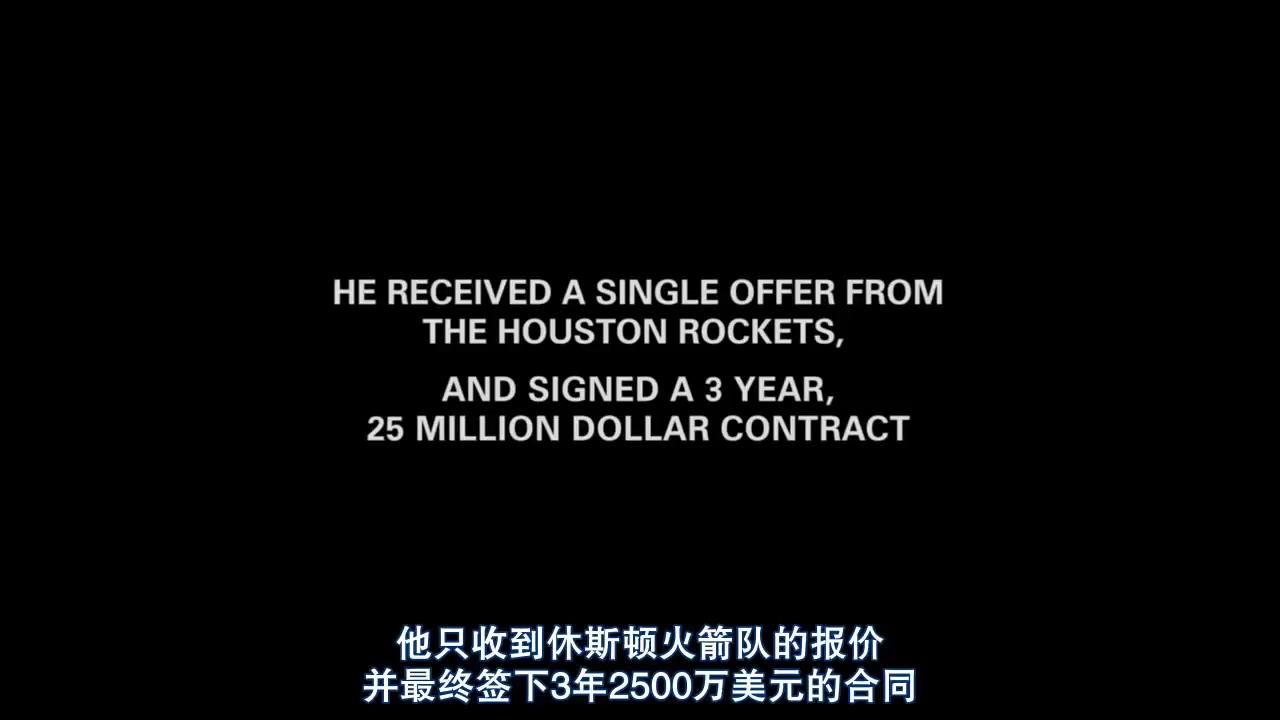 HE RECEIVED A SINGLE OFFER FROM
THE HOUSTON ROCKETS,
AND SIGNED A 3 YEAR,
25 MILLION DOLLAR CONTRACT
他只收到休斯顿火箭队的报价
并最终签下3年2500万美元的合同